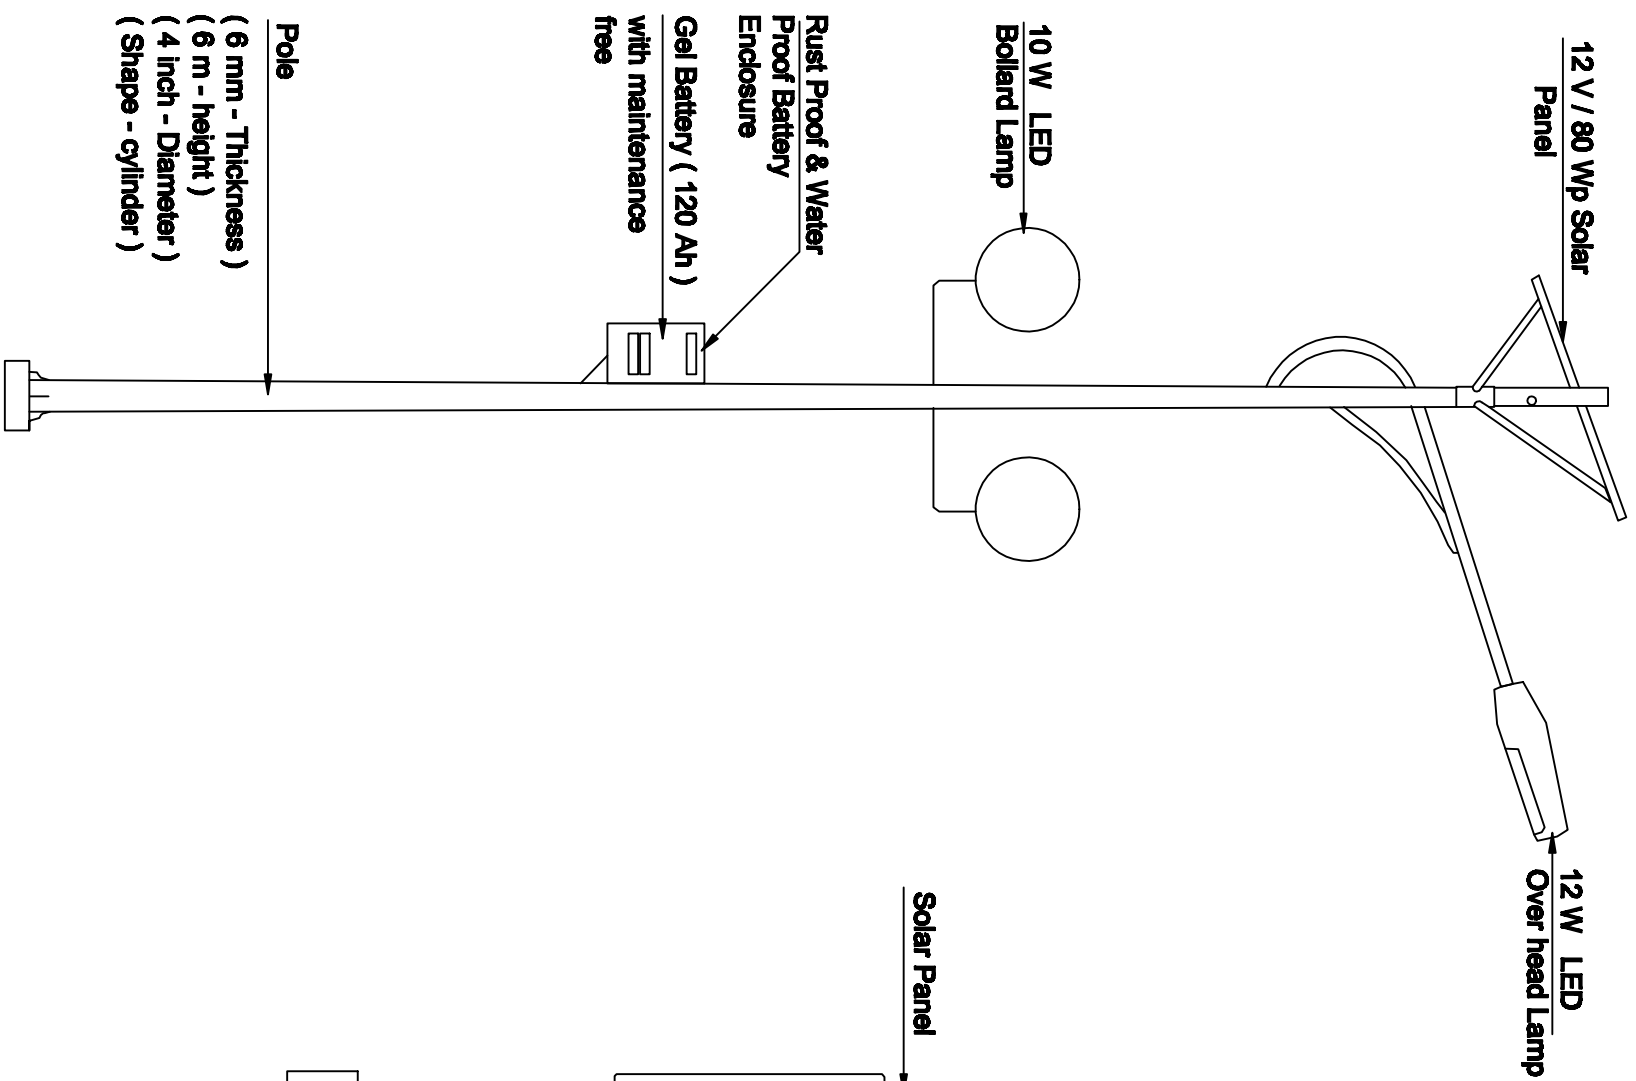 12 V / 80 Wp Solar
Panel
10 W LED
Bollard Lamp
Rust Proof & Water
Proof Battery
Enclosure
Gel Battery ( 120 Ah )
with maintenance
free
Pole
( 6 mm - Thickness )
( 6 m - height )
( 4 inch - Diameter )
( Shape - cylinder )
12 W LED
Over head Lamp
Solar Panel